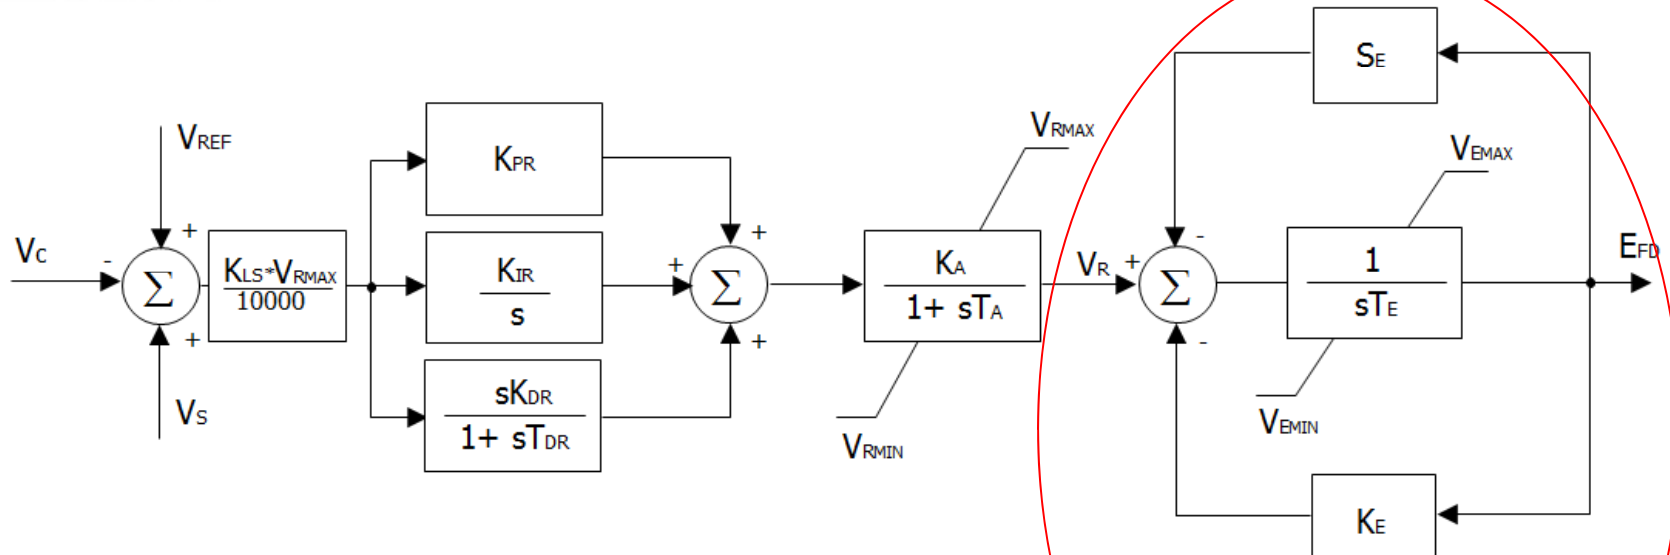 VREF
+
VC
-
Σ
+
VS
KLS*VRMAX
10000
KPR
KIR
s
sKDR
1+ sTDR
+
+
Σ
+
VRMAX
KA
1+ sTA
VRMIN
VR
+
-
Σ
-
SE
VEMAX
1
sTE
VEMIN
KE
EFD